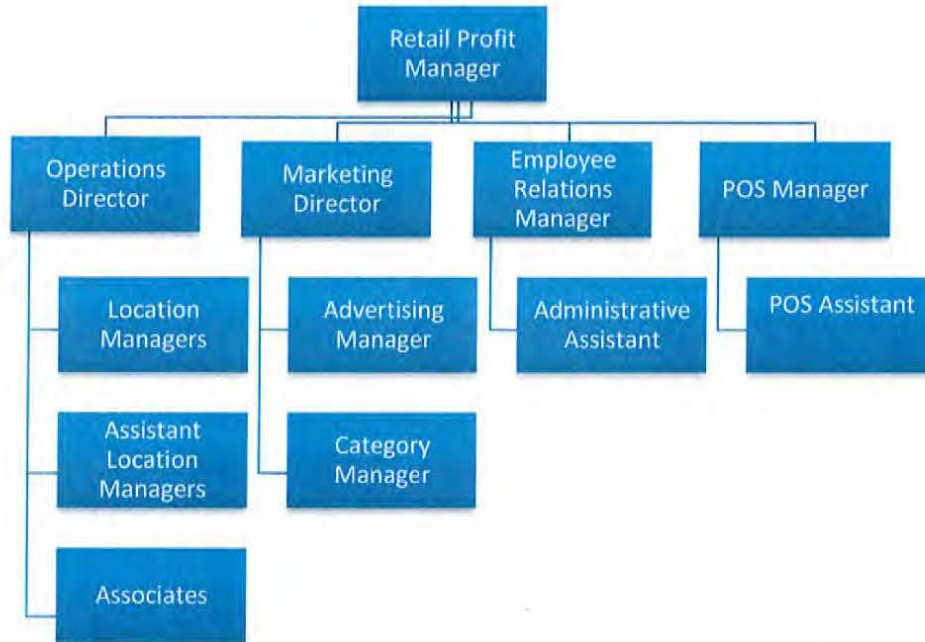 Retail Profit
Manager
Operations
Director
Marketing
Director
Employee
Relations
Manager
POS Manager
Location
Managers
Advertising
Manager
Administrative
Assistant
POS Assistant
Assistant
Location
Managers
Category
Manager
Associates